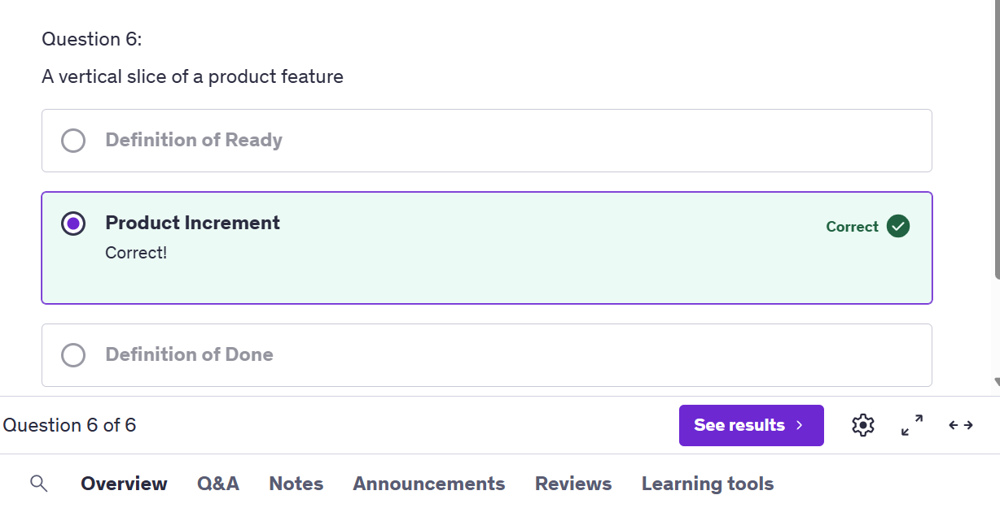 Question 6:
A vertical slice of a product feature
Definition of Ready
Product Increment
Correct
Correct!
Definition of Done
Question 6 of 6
See results
Overview
Q&A
Notes
Announcements
Reviews
Learning tools